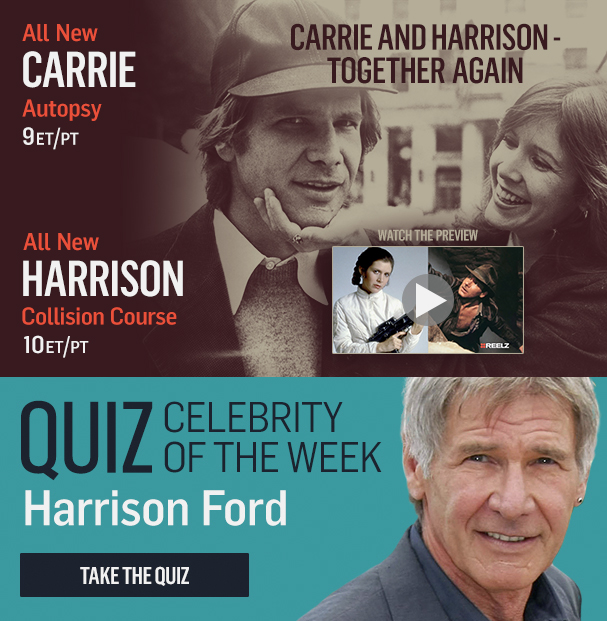 All New
CARRIE
Autopsy
9ET/PT
CARRIE AND HARRISON -
TOGETHER AGAIN
All New
HARRISON
Collision Course
10ET/PT
WATCH THE PREVIEW
REELZ
QUIZ
CELEBRITY
OF THE WEEK
Harrison Ford
TAKE THE QUIZ